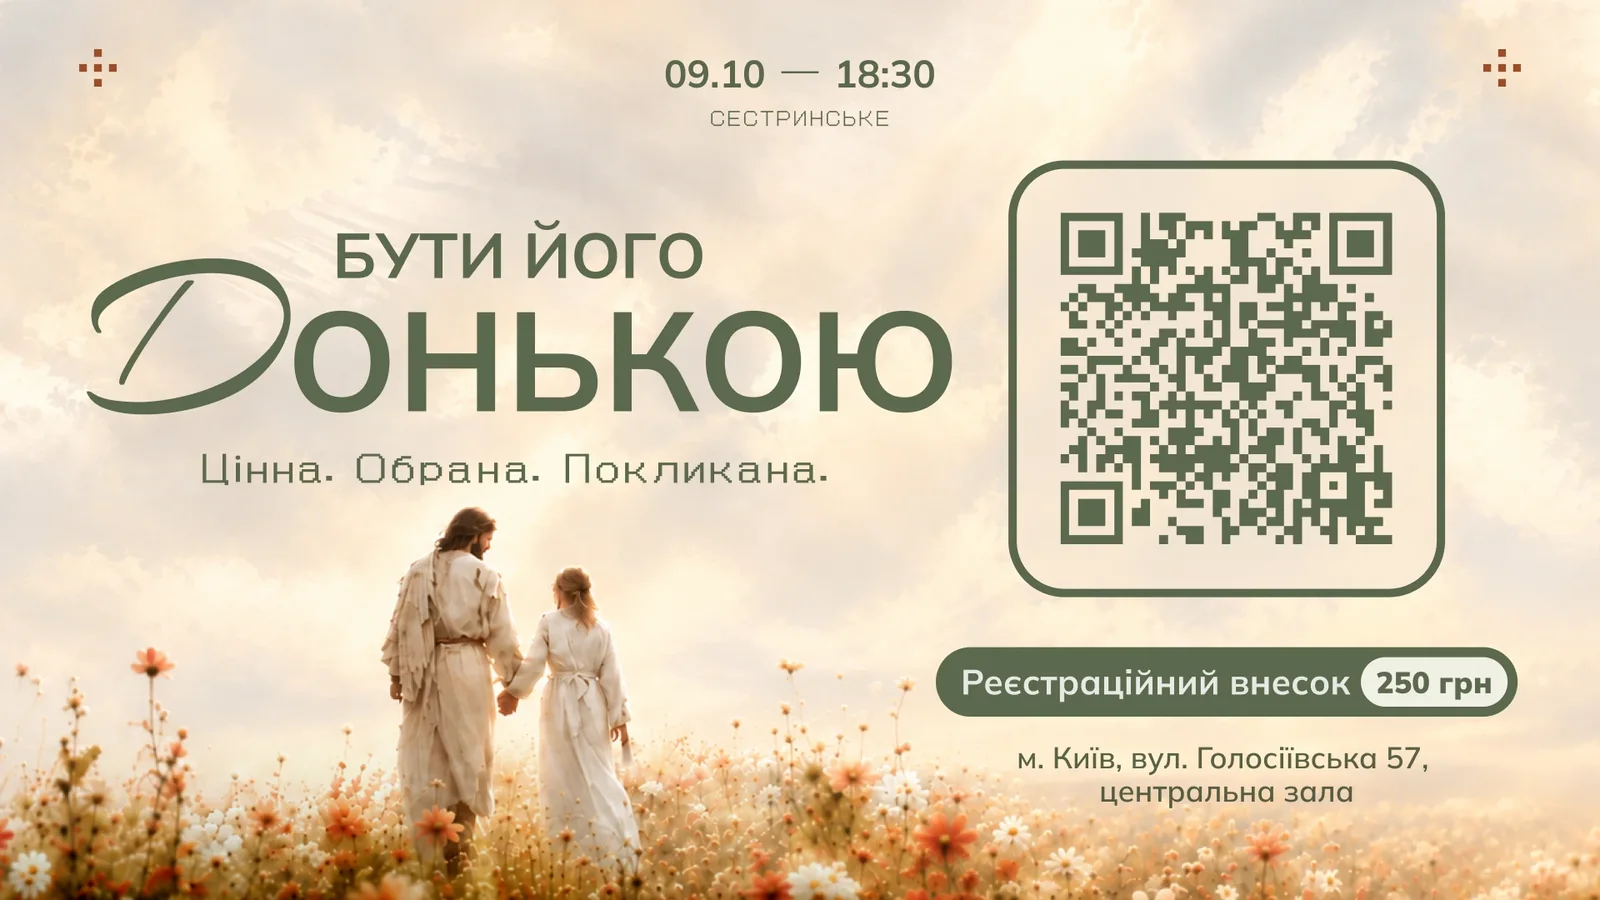 09.10 — 18:30
СЕСТРИНСЬКЕ
БУТИ ЙОГО
DОНЬКОЮ
Цінна. Обрана. Покликана.
Реєстраційний внесок 250 грн
м. Київ, вул. Голосіївська 57,
центральна зала